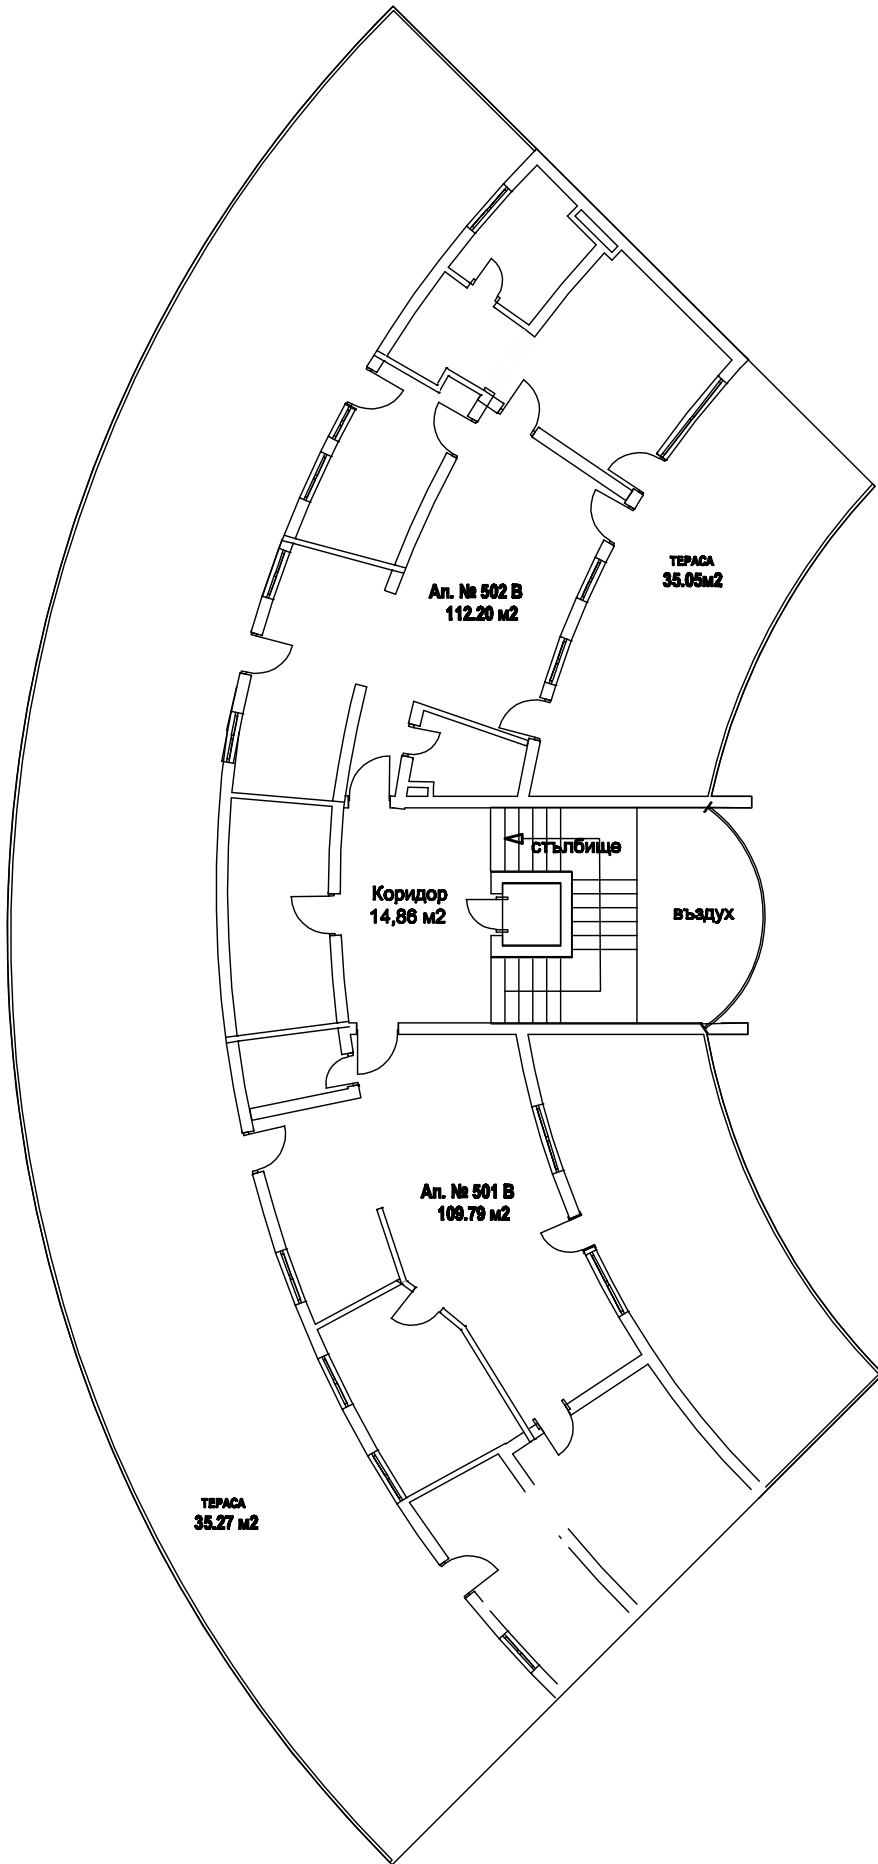 ТЕРАСА
35.05м2
Ап. № 502 В
112.20 м2
стълбище
Коридор
14,86 м2
въздух
Ап. № 501 В
109.79 м2
ТЕРАСА
35.27 м2